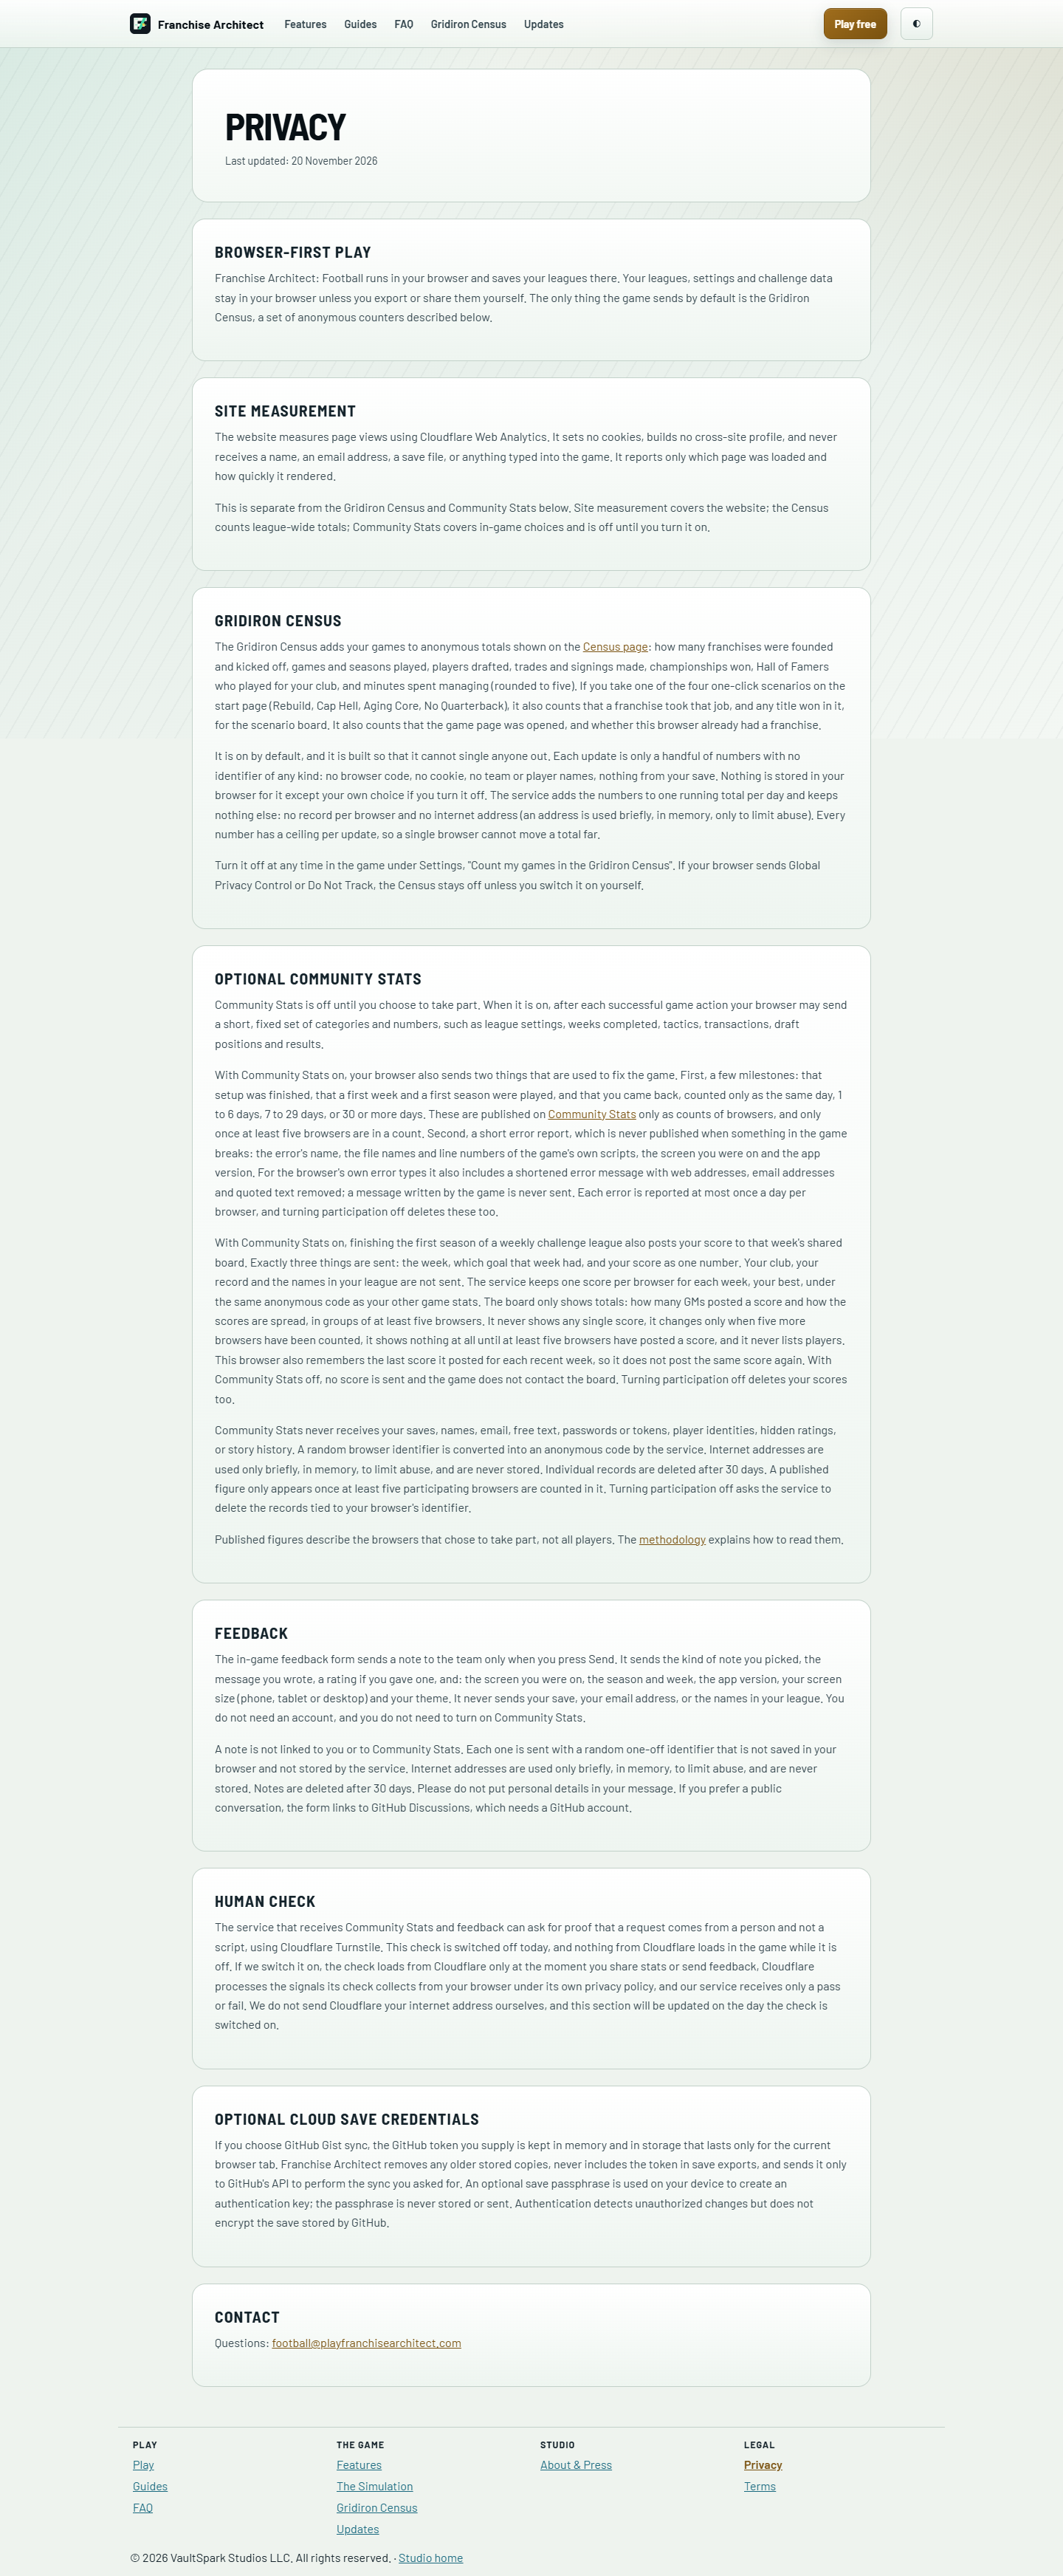 Franchise Architect Features Guides FAQ Gridiron Census Updates Play free
PRIVACY
Last updated: 20 November 2026
BROWSER-FIRST PLAY
Franchise Architect: Football runs in your browser and saves your leagues there. Your leagues, settings and challenge data
stay in your browser unless you export or share them yourself. The only thing the game sends by default is the Gridiron
Census, a set of anonymous counters described below.
SITE MEASUREMENT
The website measures page views using Cloudflare Web Analytics. It sets no cookies, builds no cross-site profile, and never
receives a name, an email address, a save file, or anything typed into the game. It reports only which page was loaded and
how quickly it rendered.
This is separate from the Gridiron Census and Community Stats below. Site measurement covers the website; the Census
counts league-wide totals; Community Stats covers in-game choices and is off until you turn it on.
GRIDIRON CENSUS
The Gridiron Census adds your games to anonymous totals shown on the Census page: how many franchises were founded
and kicked off, games and seasons played, players drafted, trades and signings made, championships won, Hall of Famers
who played for your club, and minutes spent managing (rounded to five). If you take one of the four one-click scenarios on the
start page (Rebuild, Cap Hell, Aging Core, No Quarterback), it also counts that a franchise took that job, and any title won in it,
for the scenario board. It also counts that the game page was opened, and whether this browser already had a franchise.
It is on by default, and it is built so that it cannot single anyone out. Each update is only a handful of numbers with no
identifier of any kind: no browser code, no cookie, no team or player names, nothing from your save. Nothing is stored in your
browser for it except your own choice if you turn it off. The service adds the numbers to one running total per day and keeps
nothing else: no record per browser and no internet address (an address is used briefly, in memory, only to limit abuse). Every
number has a ceiling per update, so a single browser cannot move a total far.
Turn it off at any time in the game under Settings, "Count my games in the Gridiron Census". If your browser sends Global
Privacy Control or Do Not Track, the Census stays off unless you switch it on yourself.
OPTIONAL COMMUNITY STATS
Community Stats is off until you choose to take part. When it is on, after each successful game action your browser may send
a short, fixed set of categories and numbers, such as league settings, weeks completed, tactics, transactions, draft
positions and results.
With Community Stats on, your browser also sends two things that are used to fix the game. First, a few milestones: that
setup was finished, that a first week and a first season were played, and that you came back, counted only as the same day, 1
to 6 days, 7 to 29 days, or 30 or more days. These are published on Community Stats only as counts of browsers, and only
once at least five browsers are in a count. Second, a short error report, which is never published when something in the game
breaks: the error's name, the file names and line numbers of the game's own scripts, the screen you were on and the app
version. For the browser's own error types it also includes a shortened error message with web addresses, email addresses
and quoted text removed; a message written by the game is never sent. Each error is reported at most once a day per
browser, and turning participation off deletes these too.
With Community Stats on, finishing the first season of a weekly challenge league also posts your score to that week's shared
board. Exactly three things are sent: the week, which goal that week had, and your score as one number. Your club, your
record and the names in your league are not sent. The service keeps one score per browser for each week, your best, under
the same anonymous code as your other game stats. The board only shows totals: how many GMs posted a score and how the
scores are spread, in groups of at least five browsers. It never shows any single score, it changes only when five more
browsers have been counted, it shows nothing at all until at least five browsers have posted a score, and it never lists players.
This browser also remembers the last score it posted for each recent week, so it does not post the same score again. With
Community Stats off, no score is sent and the game does not contact the board. Turning participation off deletes your scores
too.
Community Stats never receives your saves, names, email, free text, passwords or tokens, player identities, hidden ratings,
or story history. A random browser identifier is converted into an anonymous code by the service. Internet addresses are
used only briefly, in memory, to limit abuse, and are never stored. Individual records are deleted after 30 days. A published
figure only appears once at least five participating browsers are counted in it. Turning participation off asks the service to
delete the records tied to your browser's identifier.
Published figures describe the browsers that chose to take part, not all players. The methodology explains how to read them.
FEEDBACK
The in-game feedback form sends a note to the team only when you press Send. It sends the kind of note you picked, the
message you wrote, a rating if you gave one, and: the screen you were on, the season and week, the app version, your screen
size (phone, tablet or desktop) and your theme. It never sends your save, your email address, or the names in your league. You
do not need an account, and you do not need to turn on Community Stats.
A note is not linked to you or to Community Stats. Each one is sent with a random one-off identifier that is not saved in your
browser and not stored by the service. Internet addresses are used only briefly, in memory, to limit abuse, and are never
stored. Notes are deleted after 30 days. Please do not put personal details in your message. If you prefer a public
conversation, the form links to GitHub Discussions, which needs a GitHub account.
HUMAN CHECK
The service that receives Community Stats and feedback can ask for proof that a request comes from a person and not a
script, using Cloudflare Turnstile. This check is switched off today, and nothing from Cloudflare loads in the game while it is
off. If we switch it on, the check loads from Cloudflare only at the moment you share stats or send feedback, Cloudflare
processes the signals its check collects from your browser under its own privacy policy, and our service receives only a pass
or fail. We do not send Cloudflare your internet address ourselves, and this section will be updated on the day the check is
switched on.
OPTIONAL CLOUD SAVE CREDENTIALS
If you choose GitHub Gist sync, the GitHub token you supply is kept in memory and in storage that lasts only for the current
browser tab. Franchise Architect removes any older stored copies, never includes the token in save exports, and sends it only
to GitHub's API to perform the sync you asked for. An optional save passphrase is used on your device to create an
authentication key; the passphrase is never stored or sent. Authentication detects unauthorized changes but does not
encrypt the save stored by GitHub.
CONTACT
Questions: football@playfranchisearchitect.com
PLAY
Play
Guides
FAQ
THE GAME
Features
The Simulation
Gridiron Census
Updates
STUDIO
About & Press
LEGAL
Privacy
Terms
© 2026 VaultSpark Studios LLC. All rights reserved. · Studio home